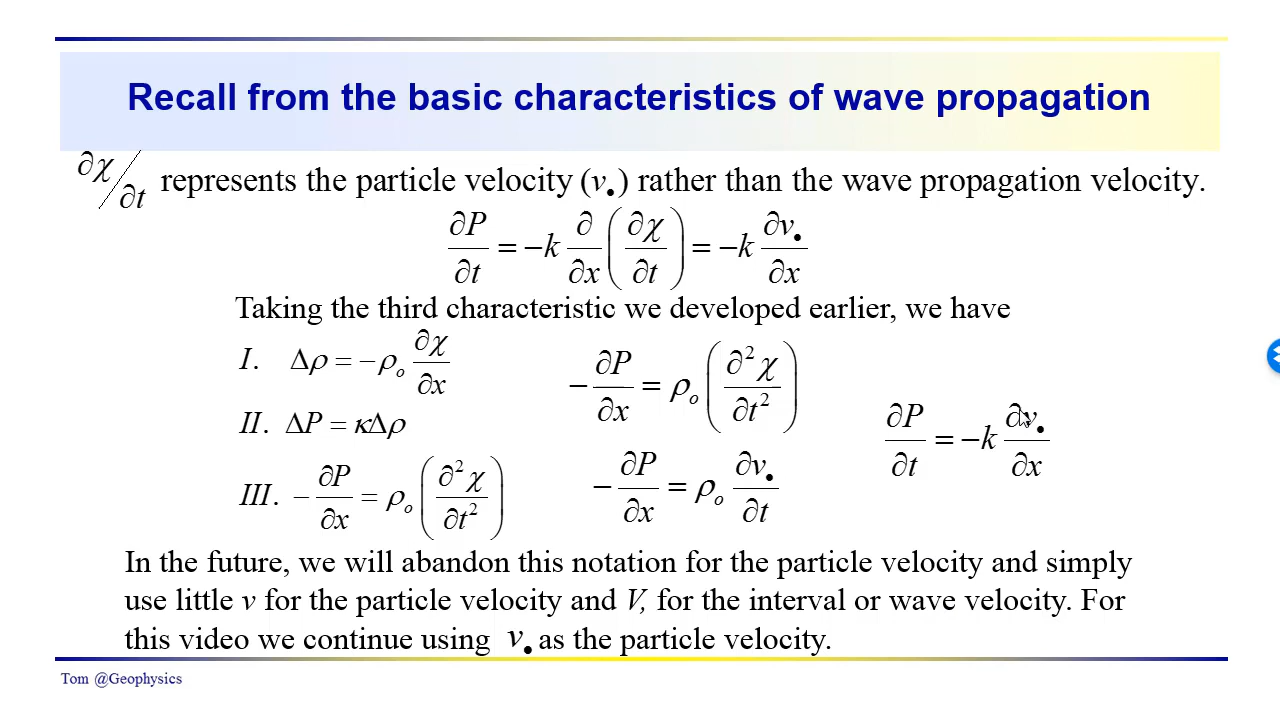 Recall from the basic characteristics of wave propagation
∂χ/∂t represents the particle velocity (v•) rather than the wave propagation velocity.
∂P/∂t = −k ∂/∂x (∂χ/∂t) = −k ∂v•/∂x
Taking the third characteristic we developed earlier, we have
I. Δρ = −ρₒ ∂χ/∂x
II. ΔP = κΔρ
III. −∂P/∂x = ρₒ (∂²χ/∂t²)
−∂P/∂x = ρₒ (∂²χ/∂t²)
−∂P/∂x = ρₒ ∂v•/∂t
∂P/∂t = −k ∂v•/∂x
In the future, we will abandon this notation for the particle velocity and simply
use little v for the particle velocity and V, for the interval or wave velocity. For
this video we continue using v• as the particle velocity.
Tom @Geophysics